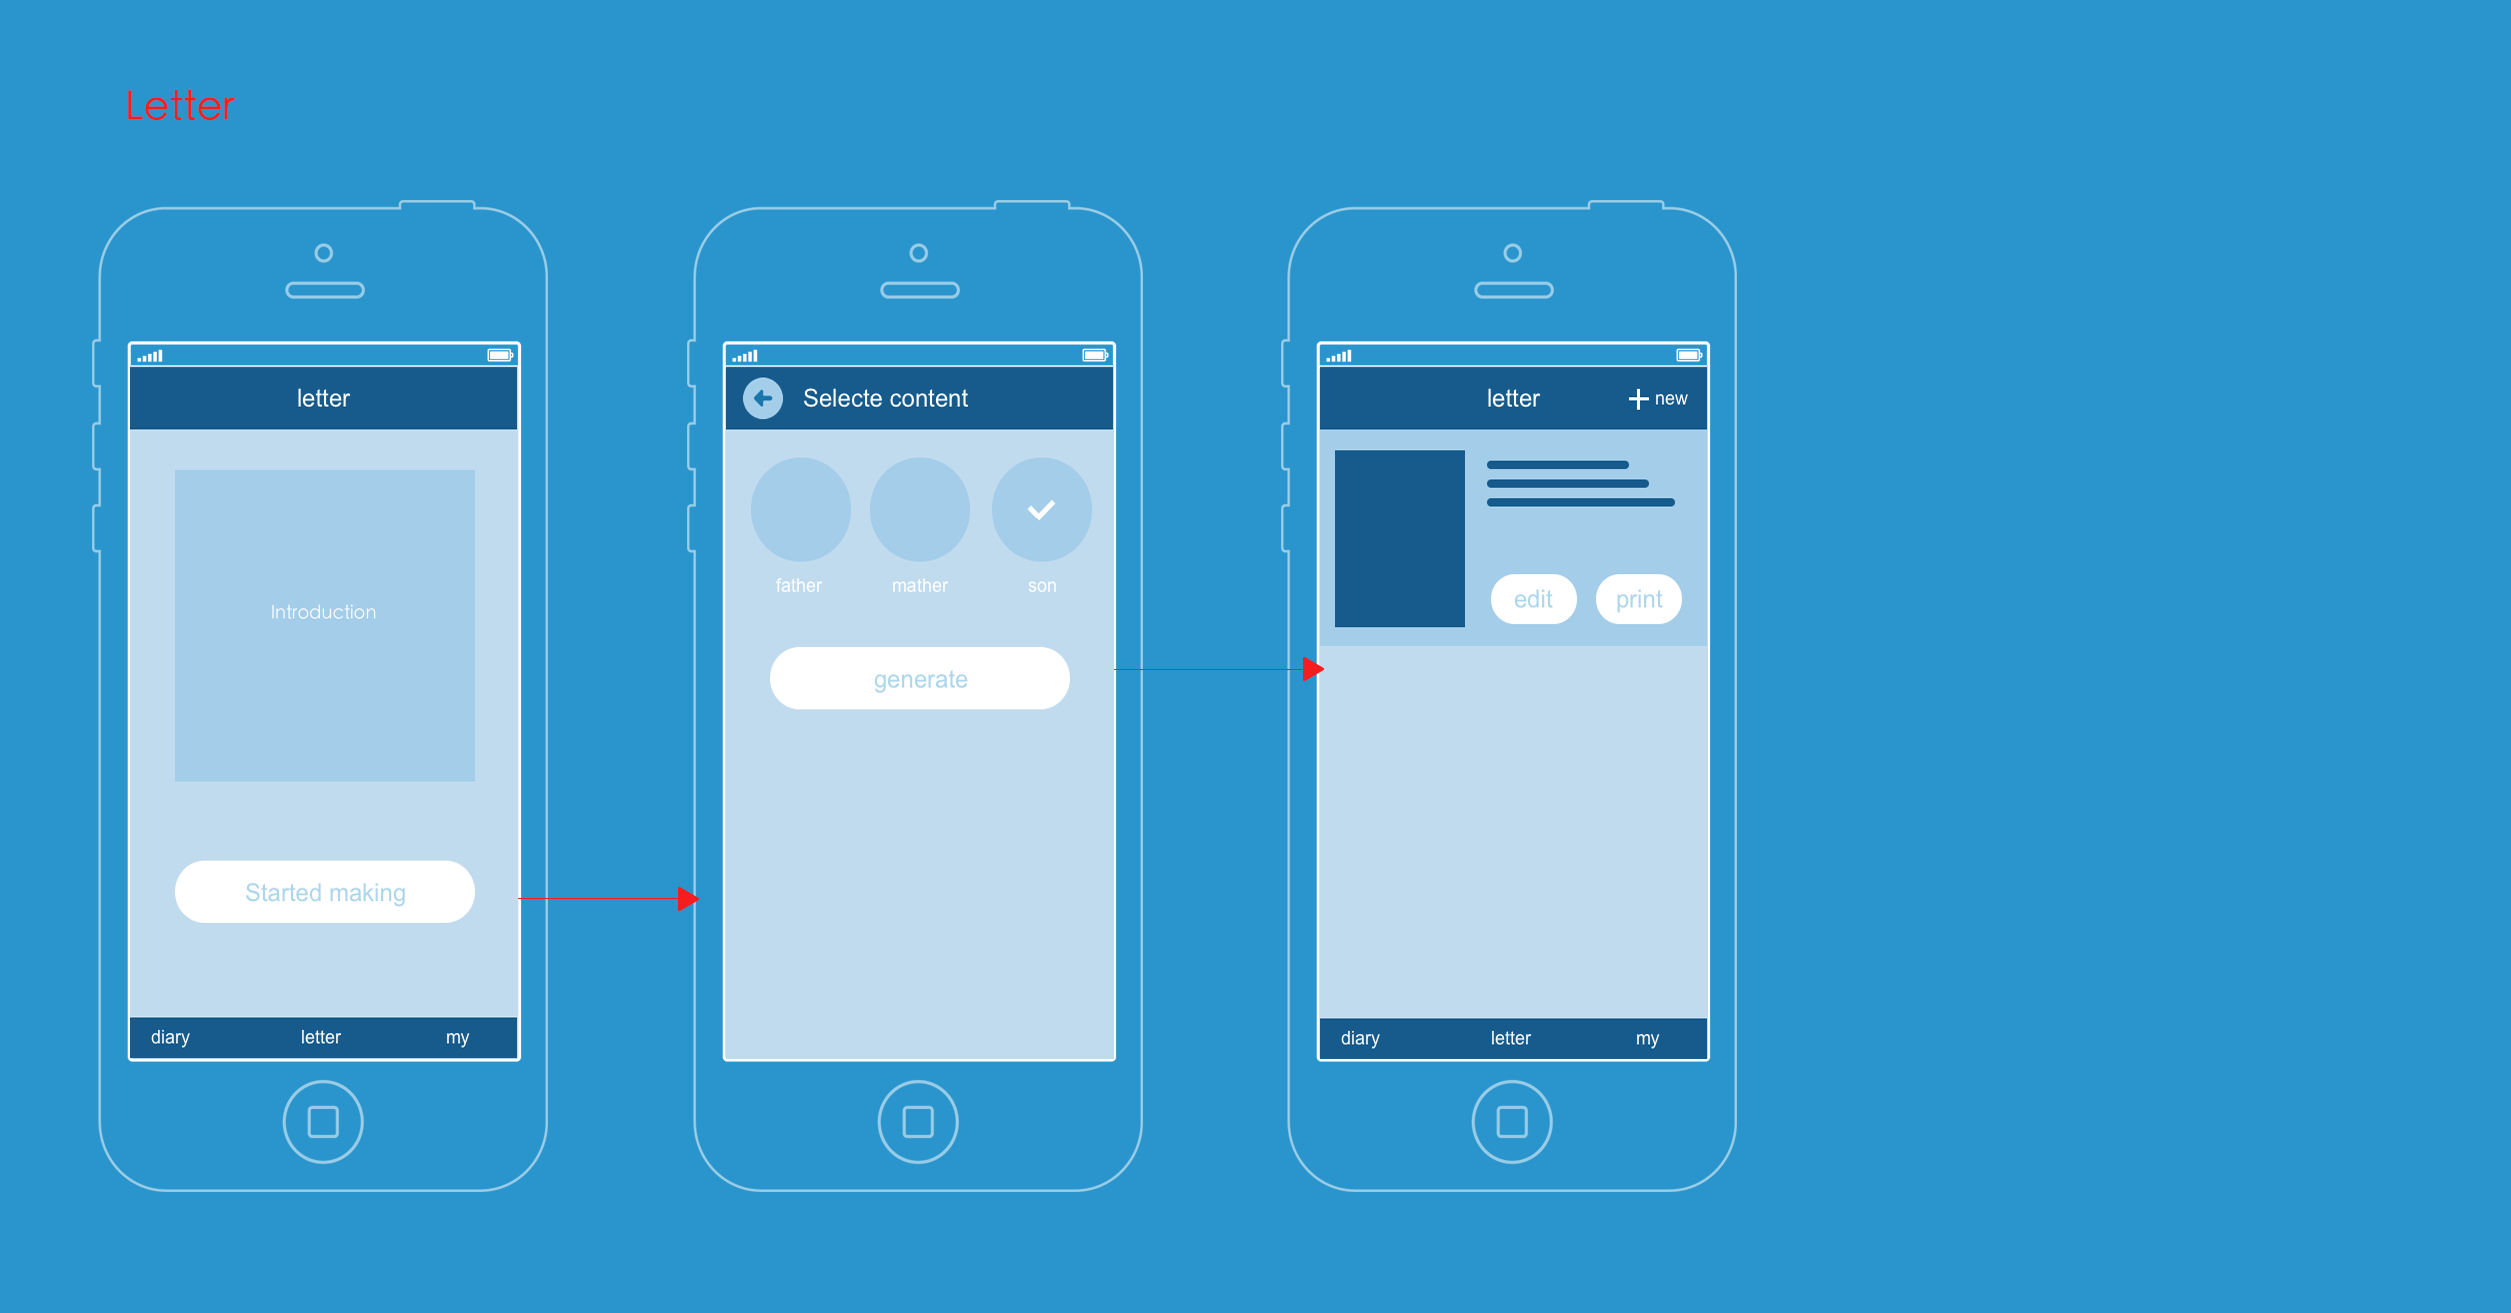 Letter
letter
Introduction
Started making
diary letter my
Selecte content
father mather son
generate
letter new
edit print
diary letter my